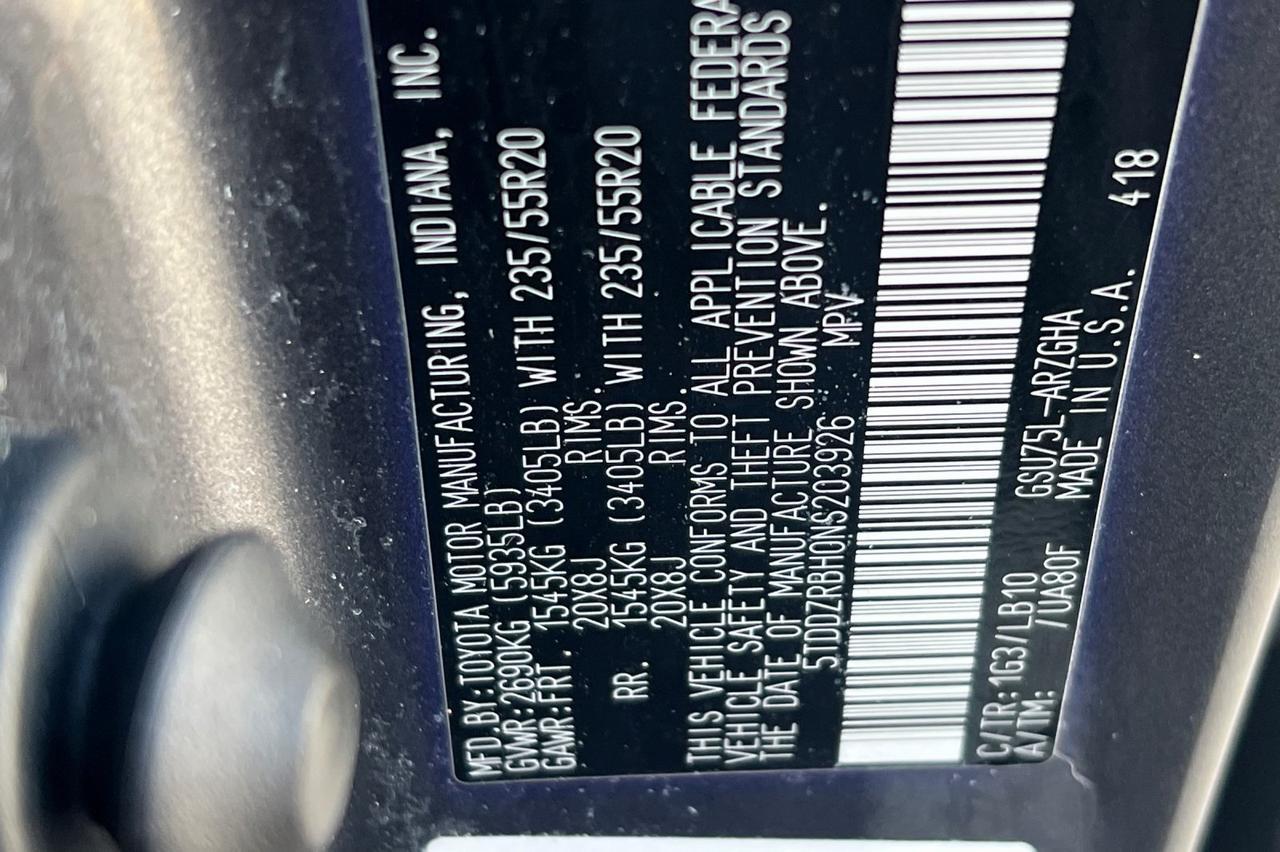 MFD.BY:TOYOTA MOTOR MANUFACTURING, INDIANA, INC.
GVWR:2690KG (5935LB)
GAWR:FRT. 1545KG (3405LB) WITH 235/55R20
20X8J RIMS.
RR. 1545KG (3405LB) WITH 235/55R20
20X8J RIMS.
THIS VEHICLE CONFORMS TO ALL APPLICABLE FEDERA
VEHICLE SAFETY AND THEFT PREVENTION STANDARDS
THE DATE OF MANUFACTURE SHOWN ABOVE.
5TDDZRBH0NS203926 MPV
C/TR:1G3/LB10 GSU75L-ARZGHA
A/TM: /UA80F MADE IN U.S.A. 418